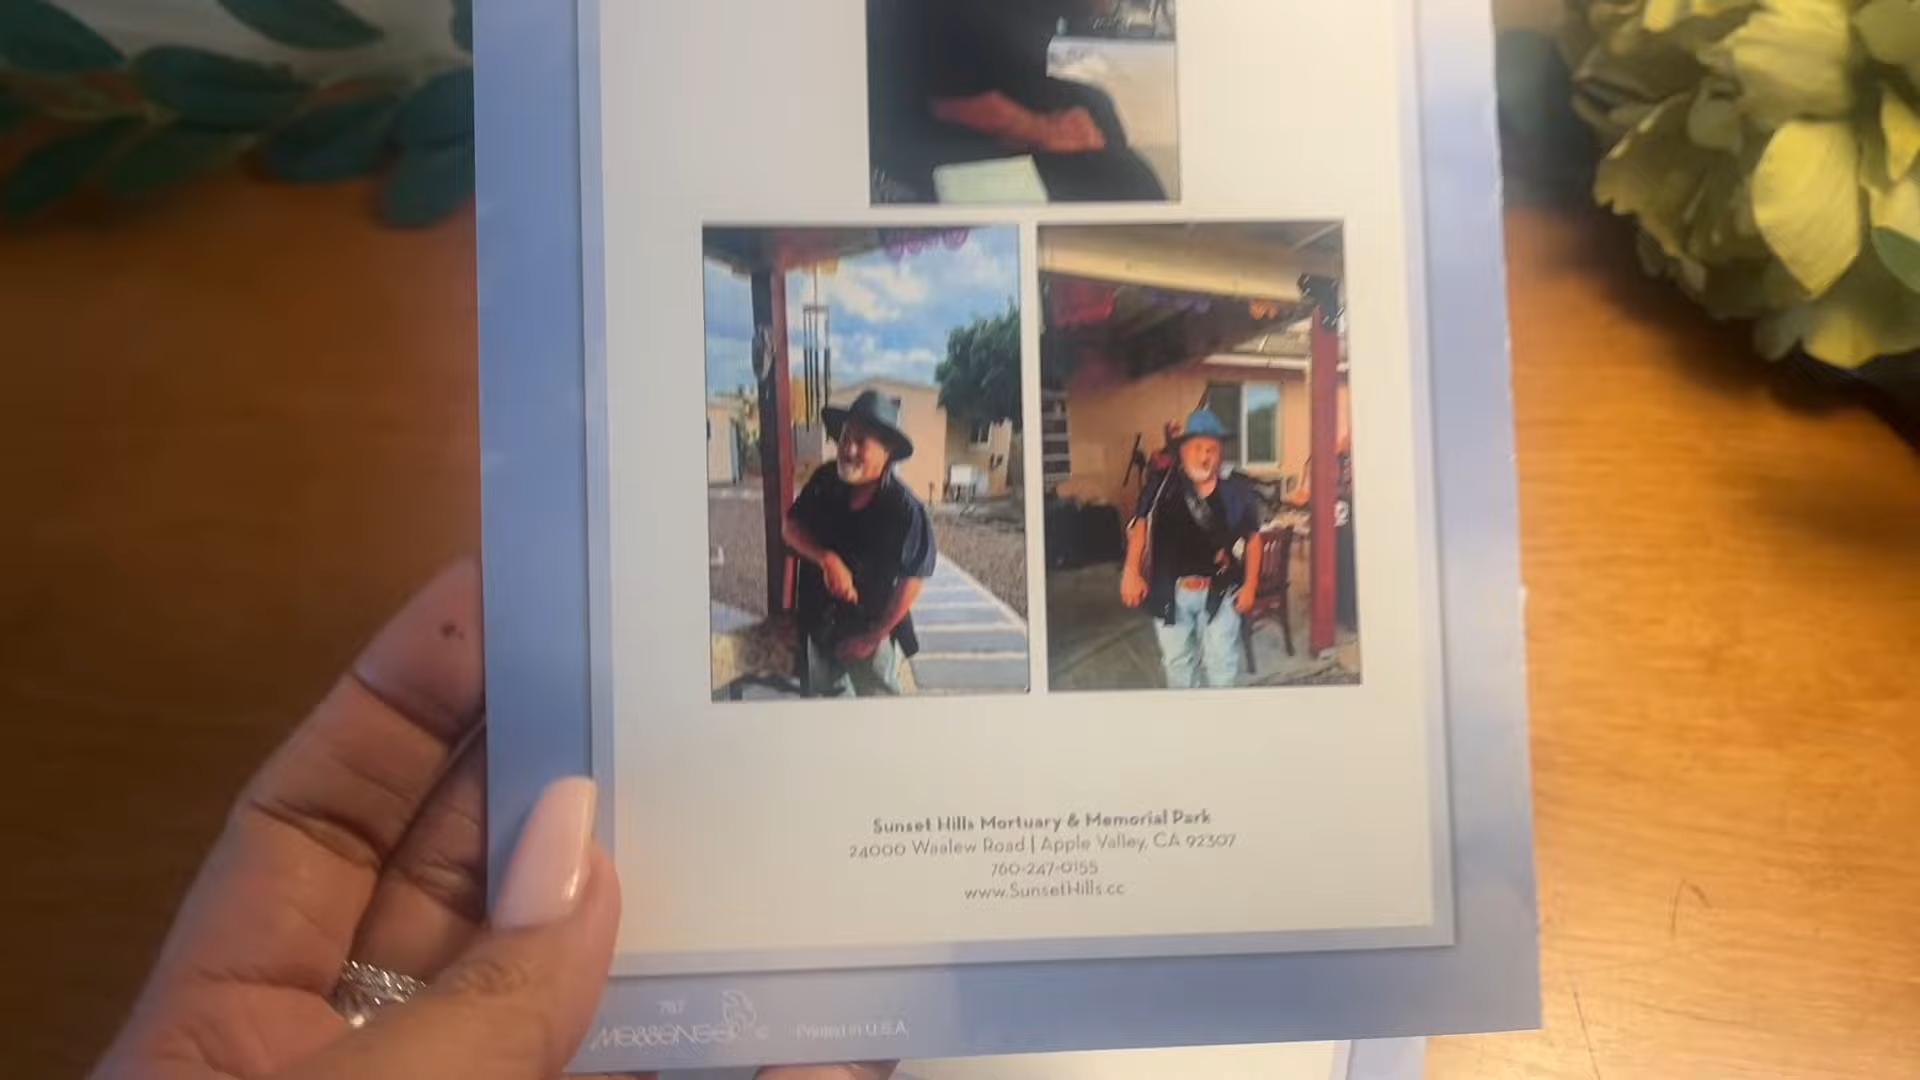 Sunset Hills Mortuary & Memorial Park
24000 Waalew Road | Apple Valley, CA 92307
760-247-0155
www.SunsetHills.cc
787
MESSENGER
Printed in U.S.A.